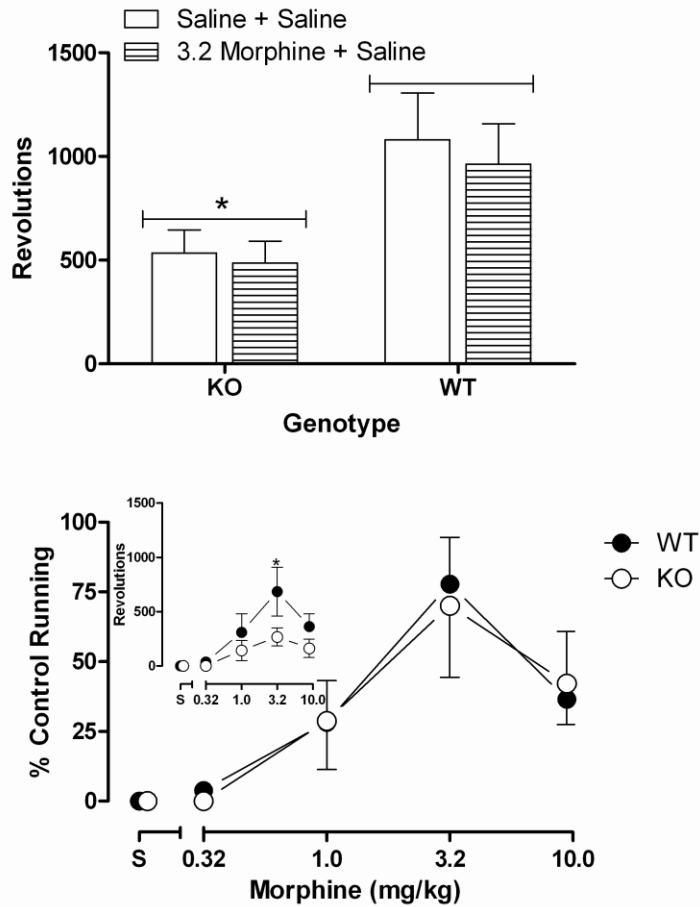 Saline + Saline
3.2 Morphine + Saline
1500
1000
500
0
Revolutions
*
KO
WT
Genotype
100
75
50
25
0
% Control Running
1500
1000
500
0
Revolutions
*
S
0.32
1.0
3.2
10.0
WT
KO
S
0.32
1.0
3.2
10.0
Morphine (mg/kg)